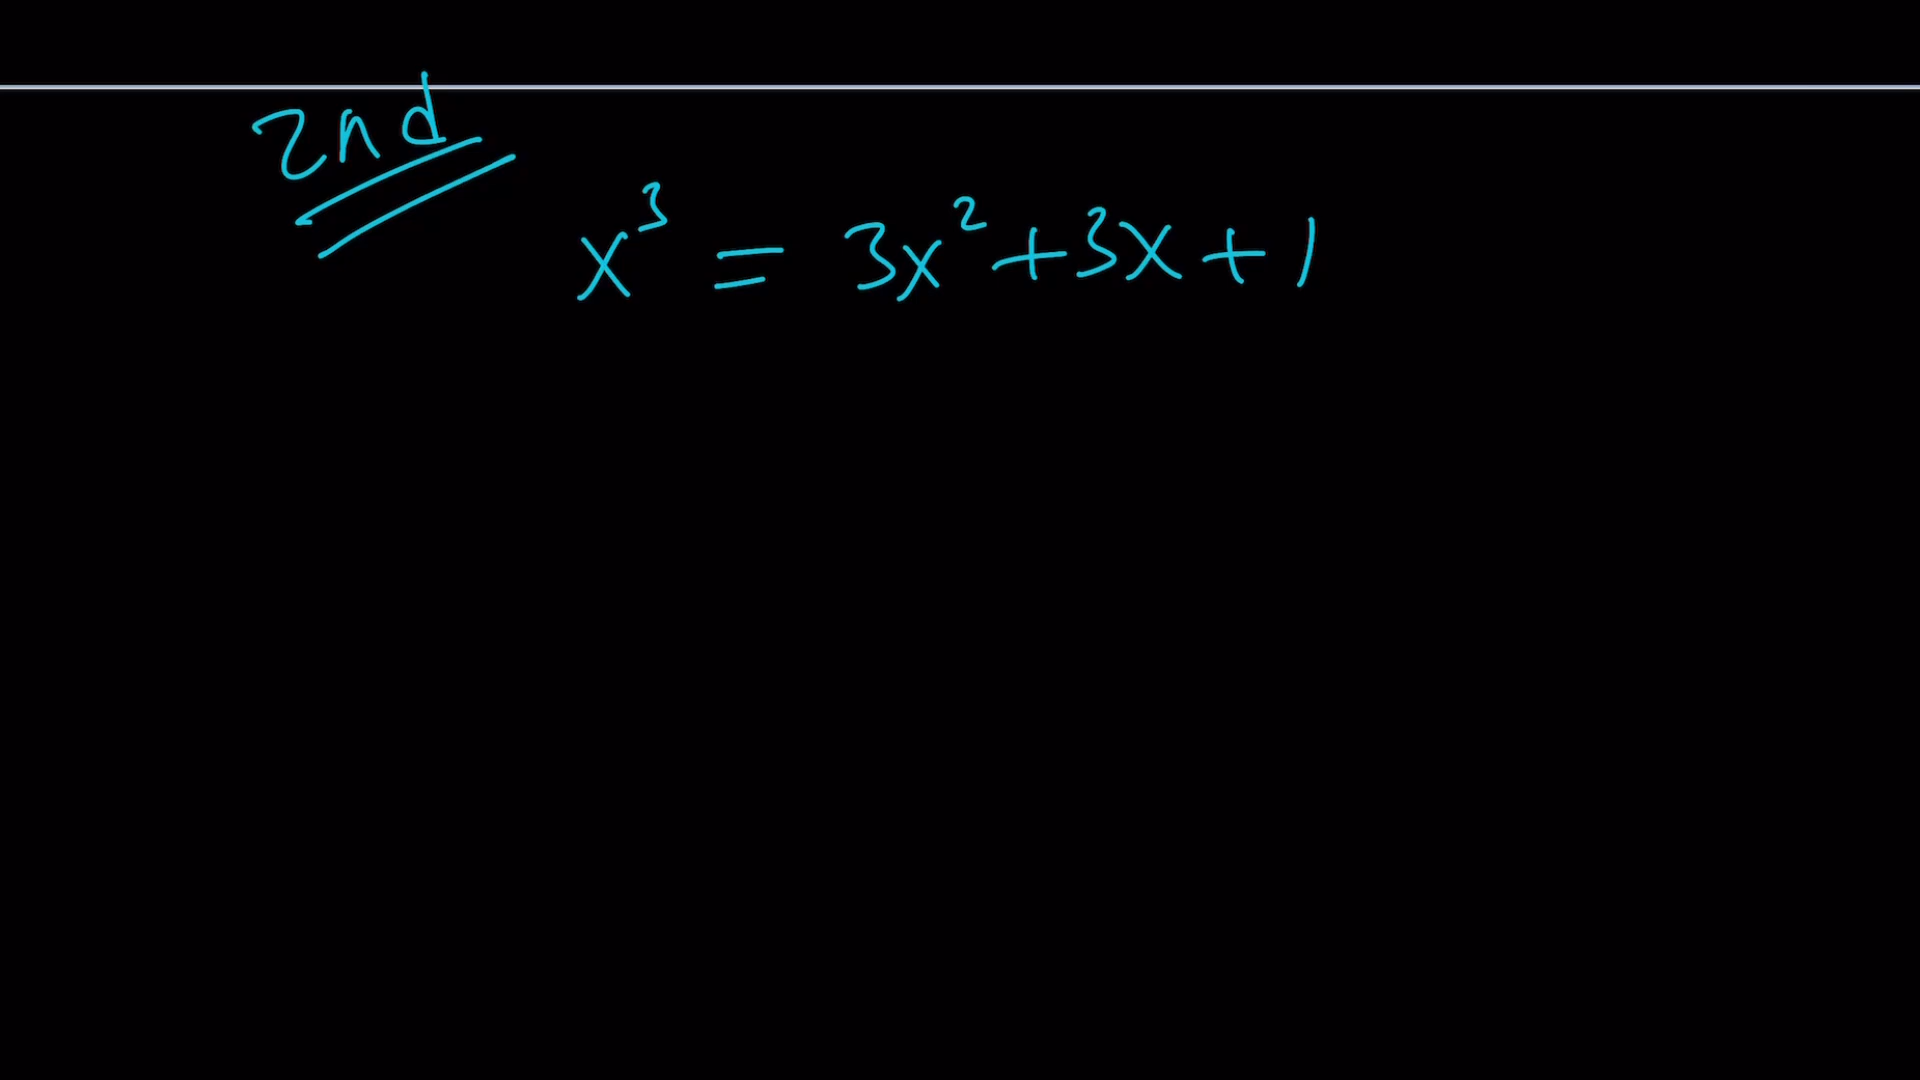 2nd
x³ = 3x²+3x+1